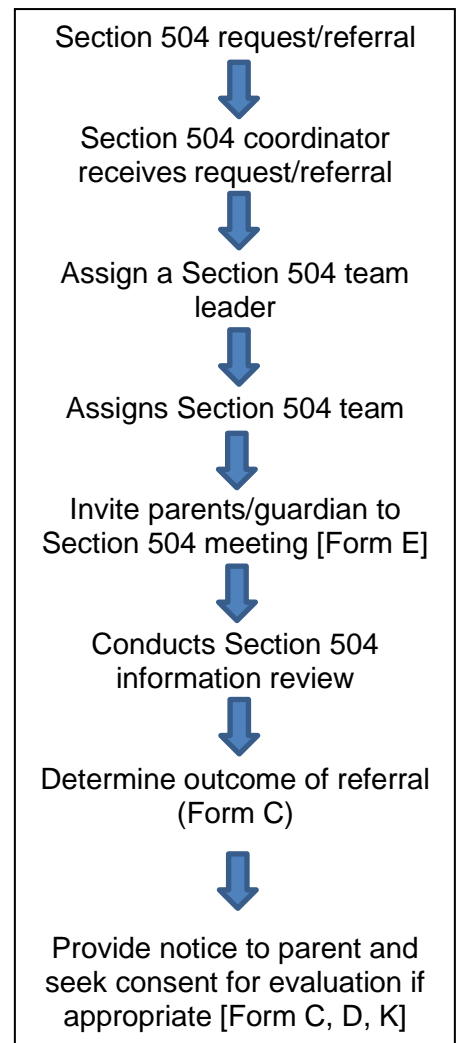 Section 504 request/referral
Section 504 coordinator
receives request/referral
Assign a Section 504 team
leader
Assigns Section 504 team
Invite parents/guardian to
Section 504 meeting [Form E]
Conducts Section 504
information review
Determine outcome of referral
(Form C)
Provide notice to parent and
seek consent for evaluation if
appropriate [Form C, D, K]